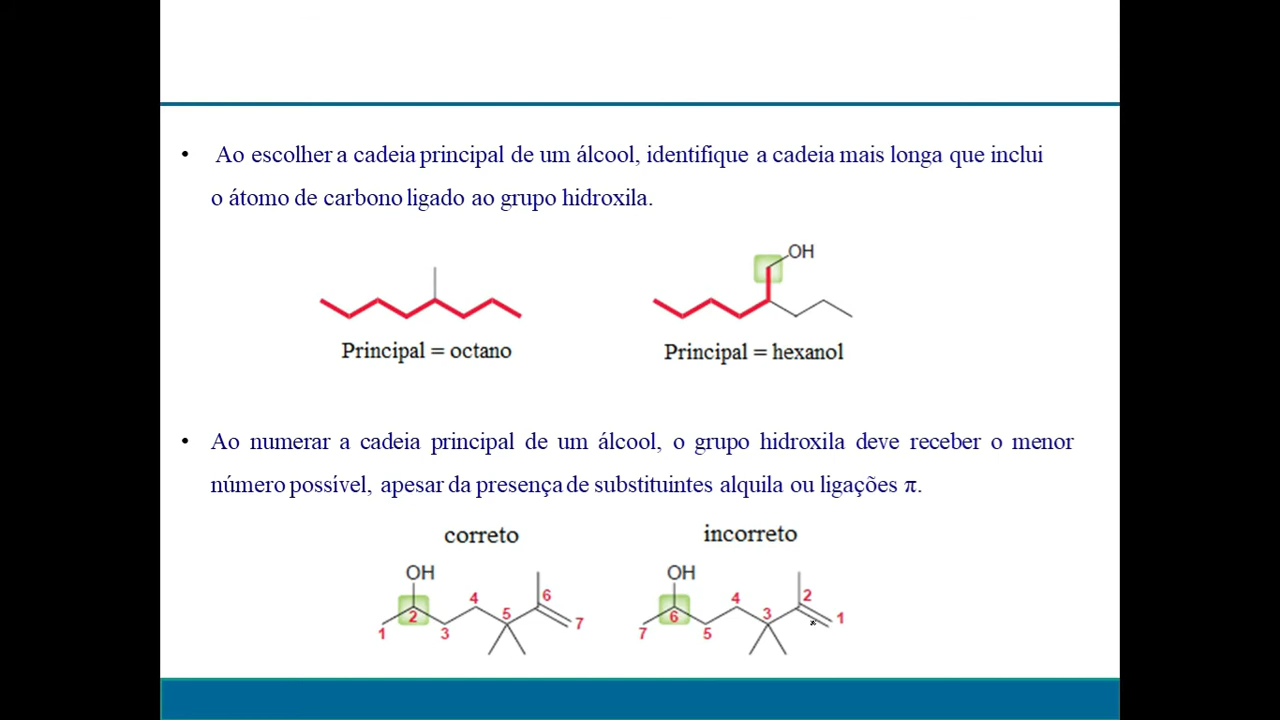 • Ao escolher a cadeia principal de um álcool, identifique a cadeia mais longa que inclui
o átomo de carbono ligado ao grupo hidroxila.
OH
Principal = octano
Principal = hexanol
• Ao numerar a cadeia principal de um álcool, o grupo hidroxila deve receber o menor
número possível, apesar da presença de substituintes alquila ou ligações π.
correto
incorreto
OH
1 2 3 4 5 6 7
OH
7 6 5 4 3 2 1